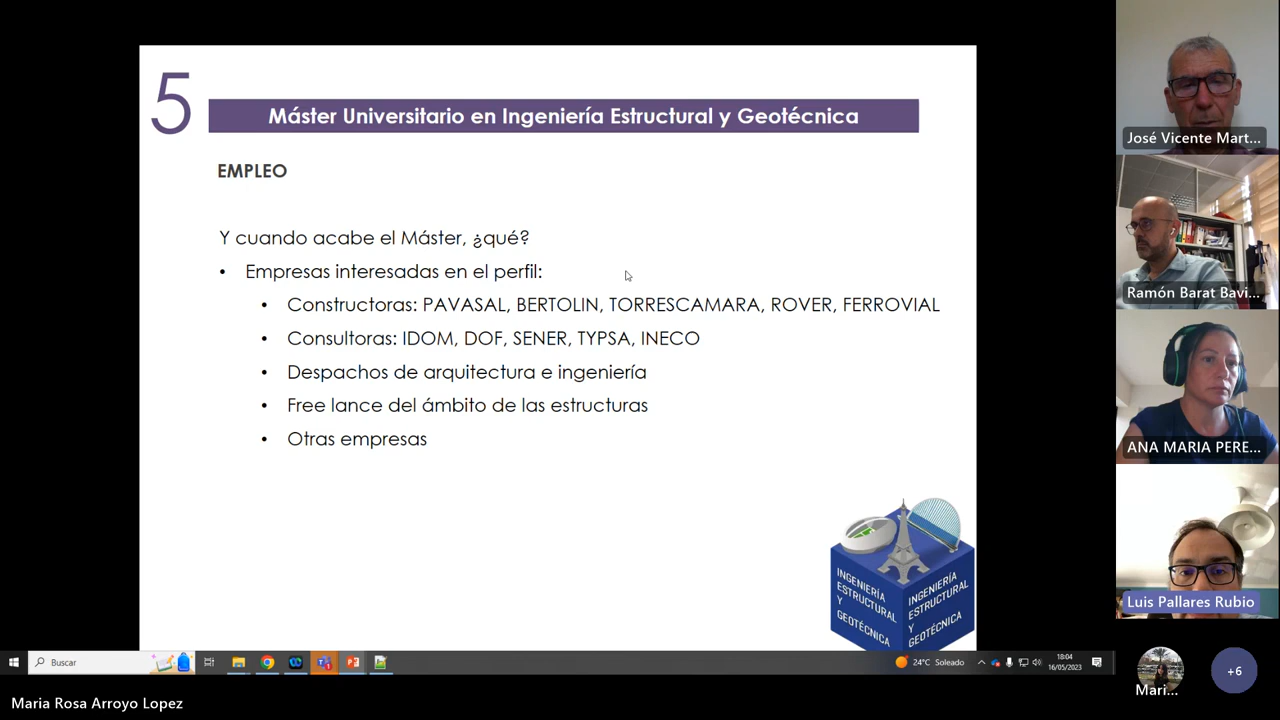 5
Máster Universitario en Ingeniería Estructural y Geotécnica
EMPLEO
Y cuando acabe el Máster, ¿qué?
• Empresas interesadas en el perfil:
• Constructoras: PAVASAL, BERTOLIN, TORRESCAMARA, ROVER, FERROVIAL
• Consultoras: IDOM, DOF, SENER, TYPSA, INECO
• Despachos de arquitectura e ingeniería
• Free lance del ámbito de las estructuras
• Otras empresas
INGENIERÍA
ESTRUCTURAL
Y
GEOTÉCNICA
INGENIERÍA
ESTRUCTURAL
Y
GEOTÉCNICA
Buscar
24°C Soleado
18:04
16/05/2023
José Vicente Mart...
Ramón Barat Bavi...
ANA MARIA PERE...
Luis Pallares Rubio
Mari...
+6
Maria Rosa Arroyo Lopez